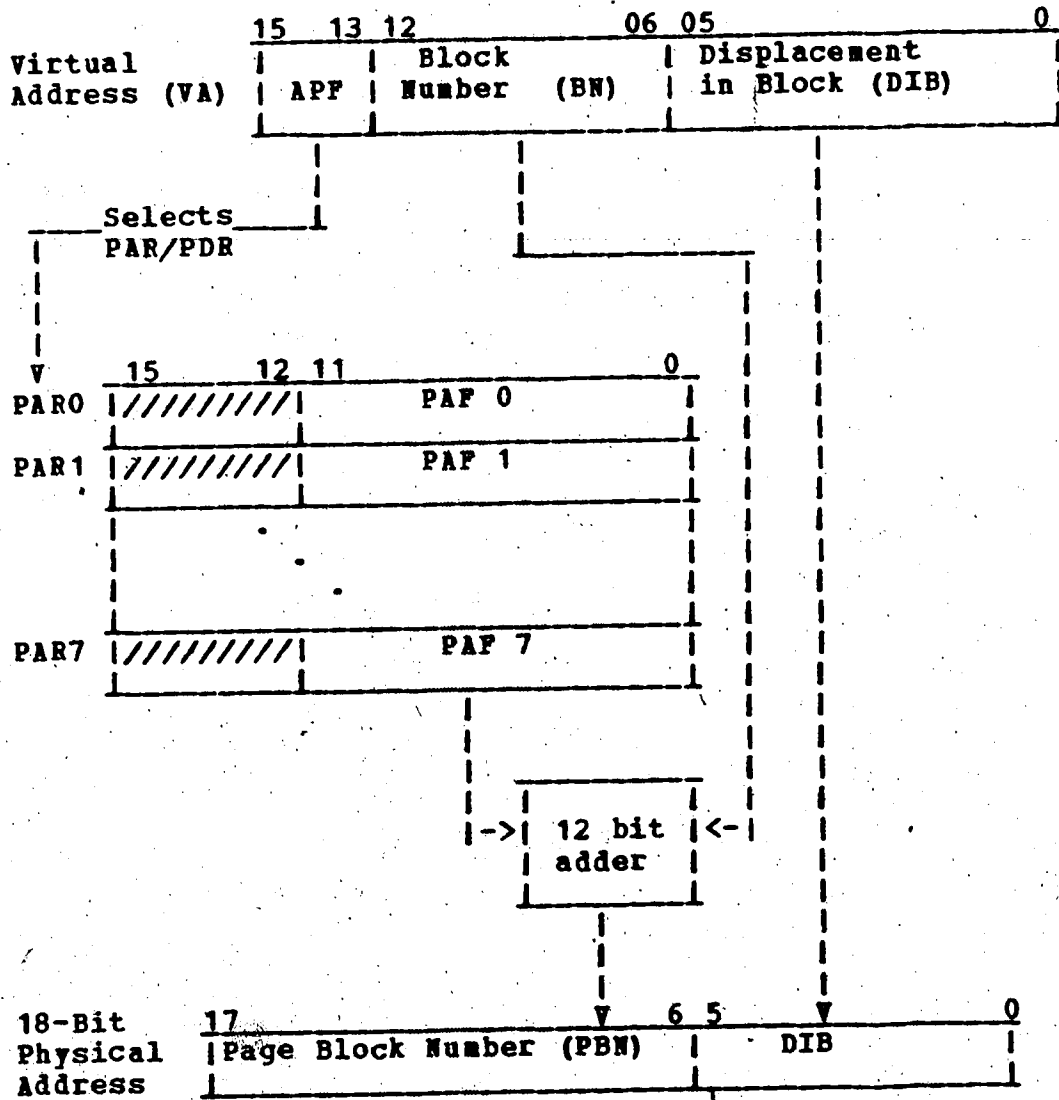 15 13 12 06 05 0
Virtual Block Displacement
Address (VA) | APF | Number (BN) | in Block (DIB)
Selects
PAR/PDR
15 12 11 0
PAR0 |/////////| PAF 0
PAR1 |/////////| PAF 1
PAR7 |/////////| PAF 7
|->| 12 bit |<-|
adder
18-Bit 17 6 5 0
Physical |Page Block Number (PBN) | DIB |
Address